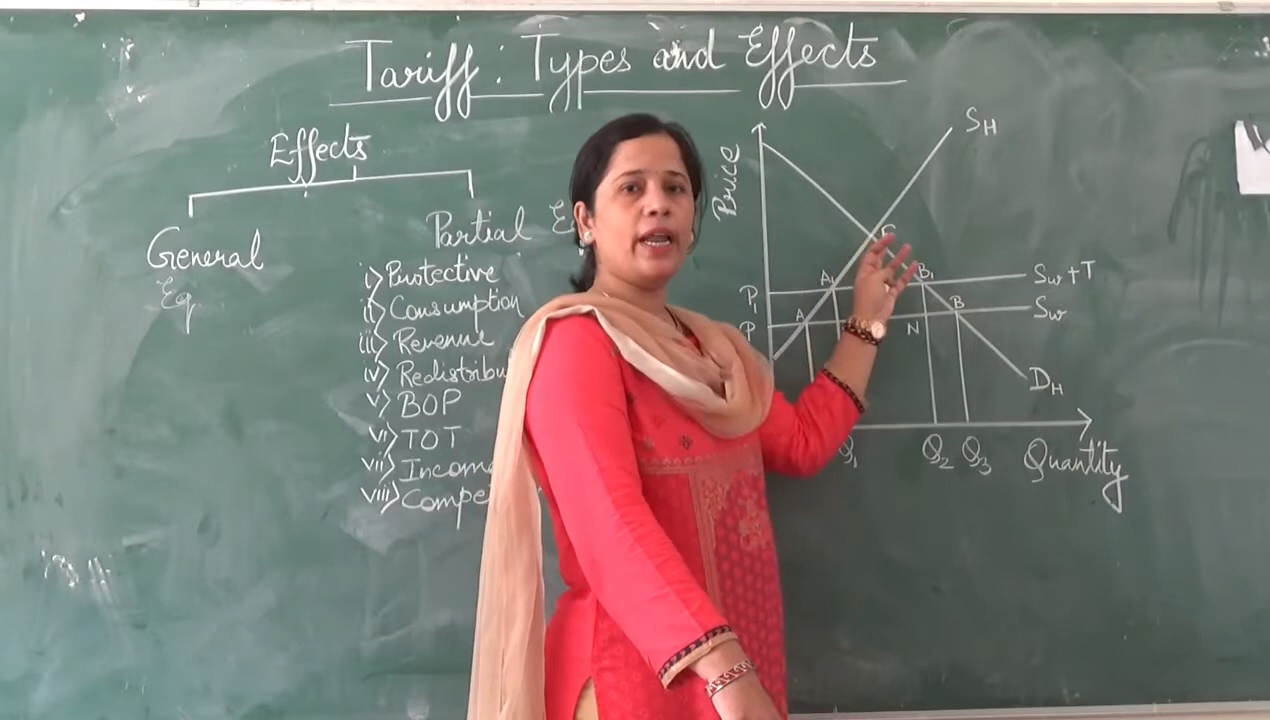 Tariff : Types and Effects
Effects
General
Eq
Partial E
i) Protective
ii) Consumption
iii) Revenue
iv) Redistribu
v) BOP
vi) TOT
vii) Income
viii) Compe
Price
SH
E
P1 A1 B1 Sw+T
P A N B Sw
DH
Q1 Q2 Q3 Quantity